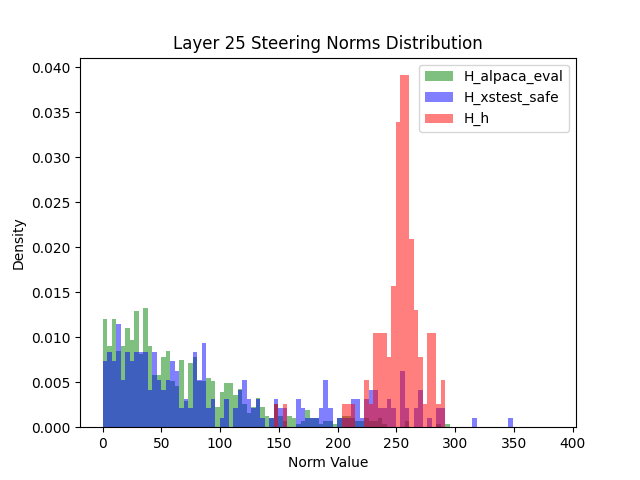 Layer 25 Steering Norms Distribution
H_alpaca_eval
H_xstest_safe
H_h
Density
0.040
0.035
0.030
0.025
0.020
0.015
0.010
0.005
0.000
0 50 100 150 200 250 300 350 400
Norm Value